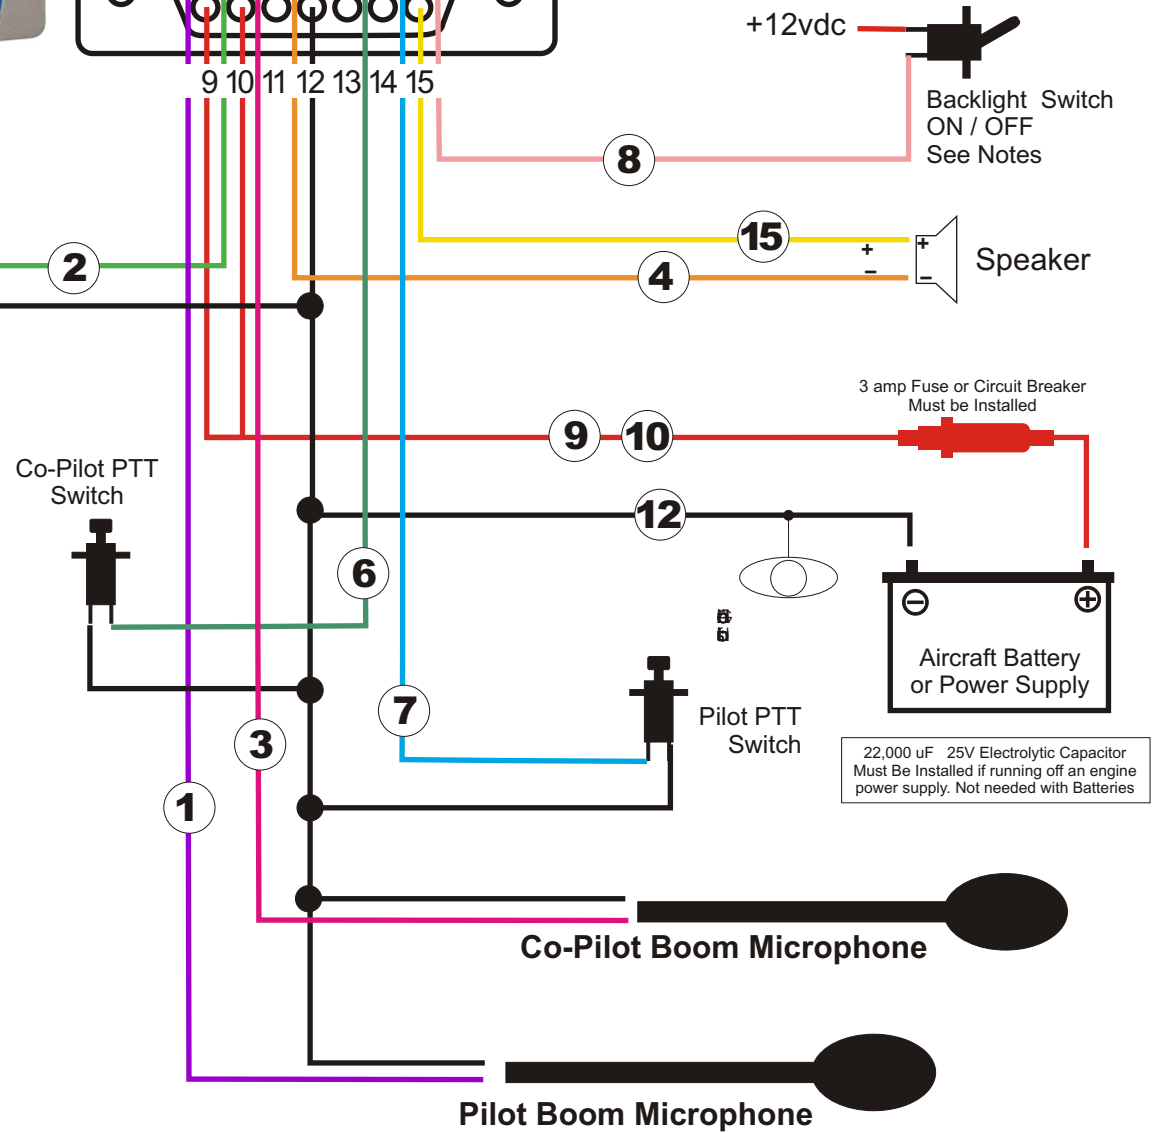 +12vdc
9 10 11 12 13 14 15
Backlight Switch
ON / OFF
See Notes
8
15
+
+
Speaker
2
4
−
−
3 amp Fuse or Circuit Breaker
Must be Installed
9
10
Co-Pilot PTT
Switch
12
6
−
+
Aircraft Battery
or Power Supply
7
Pilot PTT
Switch
3
22,000 uF 25V Electrolytic Capacitor
Must Be Installed if running off an engine
power supply. Not needed with Batteries
1
Co-Pilot Boom Microphone
Pilot Boom Microphone